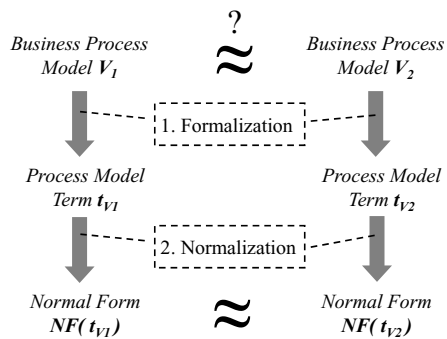 ?
Business Process
Model V1
≈
Business Process
Model V2
1. Formalization
Process Model
Term tV1
Process Model
Term tV2
2. Normalization
Normal Form
NF( tV1)
≈
Normal Form
NF( tV2)